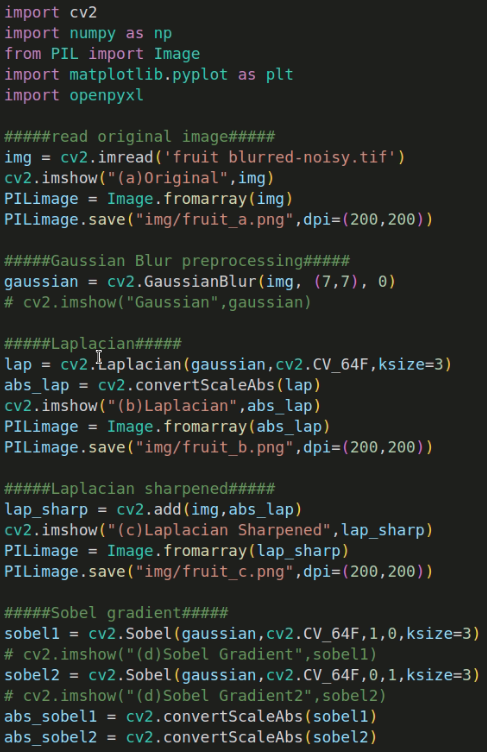 import cv2
import numpy as np
from PIL import Image
import matplotlib.pyplot as plt
import openpyxl
#####read original image#####
img = cv2.imread('fruit blurred-noisy.tif')
cv2.imshow("(a)Original",img)
PILimage = Image.fromarray(img)
PILimage.save("img/fruit_a.png",dpi=(200,200))
#####Gaussian Blur preprocessing#####
gaussian = cv2.GaussianBlur(img, (7,7), 0)
# cv2.imshow("Gaussian",gaussian)
#####Laplacian#####
lap = cv2.Laplacian(gaussian,cv2.CV_64F,ksize=3)
abs_lap = cv2.convertScaleAbs(lap)
cv2.imshow("(b)Laplacian",abs_lap)
PILimage = Image.fromarray(abs_lap)
PILimage.save("img/fruit_b.png",dpi=(200,200))
#####Laplacian sharpened#####
lap_sharp = cv2.add(img,abs_lap)
cv2.imshow("(c)Laplacian Sharpened",lap_sharp)
PILimage = Image.fromarray(lap_sharp)
PILimage.save("img/fruit_c.png",dpi=(200,200))
#####Sobel gradient#####
sobel1 = cv2.Sobel(gaussian,cv2.CV_64F,1,0,ksize=3)
# cv2.imshow("(d)Sobel Gradient",sobel1)
sobel2 = cv2.Sobel(gaussian,cv2.CV_64F,0,1,ksize=3)
# cv2.imshow("(d)Sobel Gradient2",sobel2)
abs_sobel1 = cv2.convertScaleAbs(sobel1)
abs_sobel2 = cv2.convertScaleAbs(sobel2)